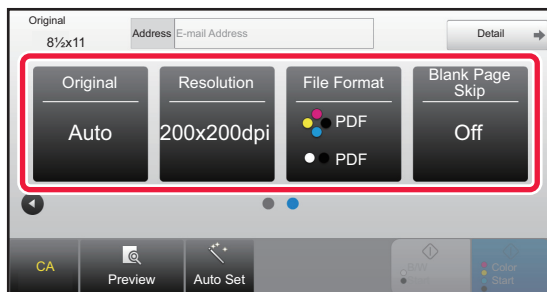 Original
8½x11
Address E-mail Address
Detail
Original
Auto
Resolution
200x200dpi
File Format
PDF
PDF
Blank Page
Skip
Off
CA
Preview
Auto Set
B/W
Start
Color
Start